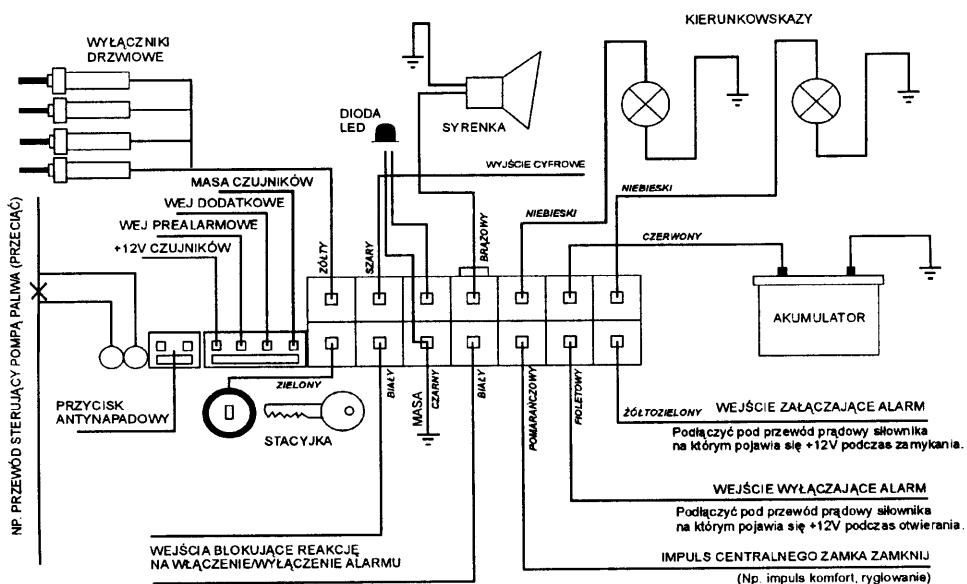 KIERUNKOWSKAZY
WYŁĄCZNIKI
DRZWIOWE
DIODA
LED
SYRENKA
WYJŚCIE CYFROWE
MASA CZUJNIKÓW
WEJ DODATKOWE
WEJ PREALARMOWE
+12V CZUJNIKÓW
ŻÓŁTY
SZARY
BRĄZOWY
NIEBIESKI
NIEBIESKI
CZERWONY
AKUMULATOR
NP. PRZEWÓD STERUJĄCY POMPĄ PALIWA (PRZECIĄĆ)
PRZYCISK
ANTYNAPADOWY
ZIELONY
STACYJKA
BIAŁY
MASA
CZARNY
BIAŁY
POMARAŃCZOWY
FIOLETOWY
ŻÓŁTOZIELONY
WEJŚCIE ZAŁĄCZAJĄCE ALARM
Podłączyć pod przewód prądowy siłownika
na którym pojawia się +12V podczas zamykania.
WEJŚCIE WYŁĄCZAJĄCE ALARM
Podłączyć pod przewód prądowy siłownika
na którym pojawia się +12V podczas otwierania.
WEJŚCIA BLOKUJĄCE REAKCJĘ
NA WŁĄCZENIE/WYŁĄCZENIE ALARMU
IMPULS CENTRALNEGO ZAMKA ZAMKNIJ
(Np. impuls komfort, ryglowanie)